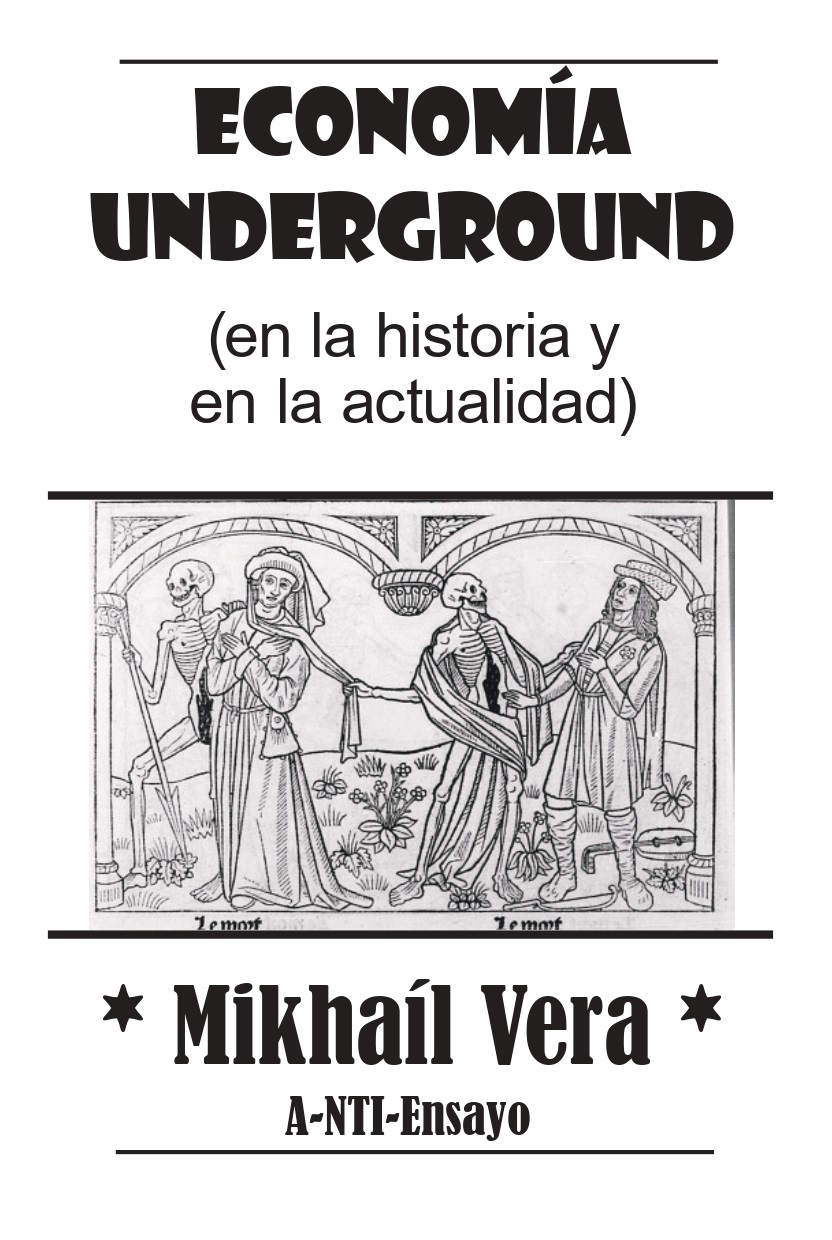 ECONOMÍA
UNDERGROUND
(en la historia y
en la actualidad)
Le mort Le mort
* Mikhaíl Vera *
A-NTI-Ensayo